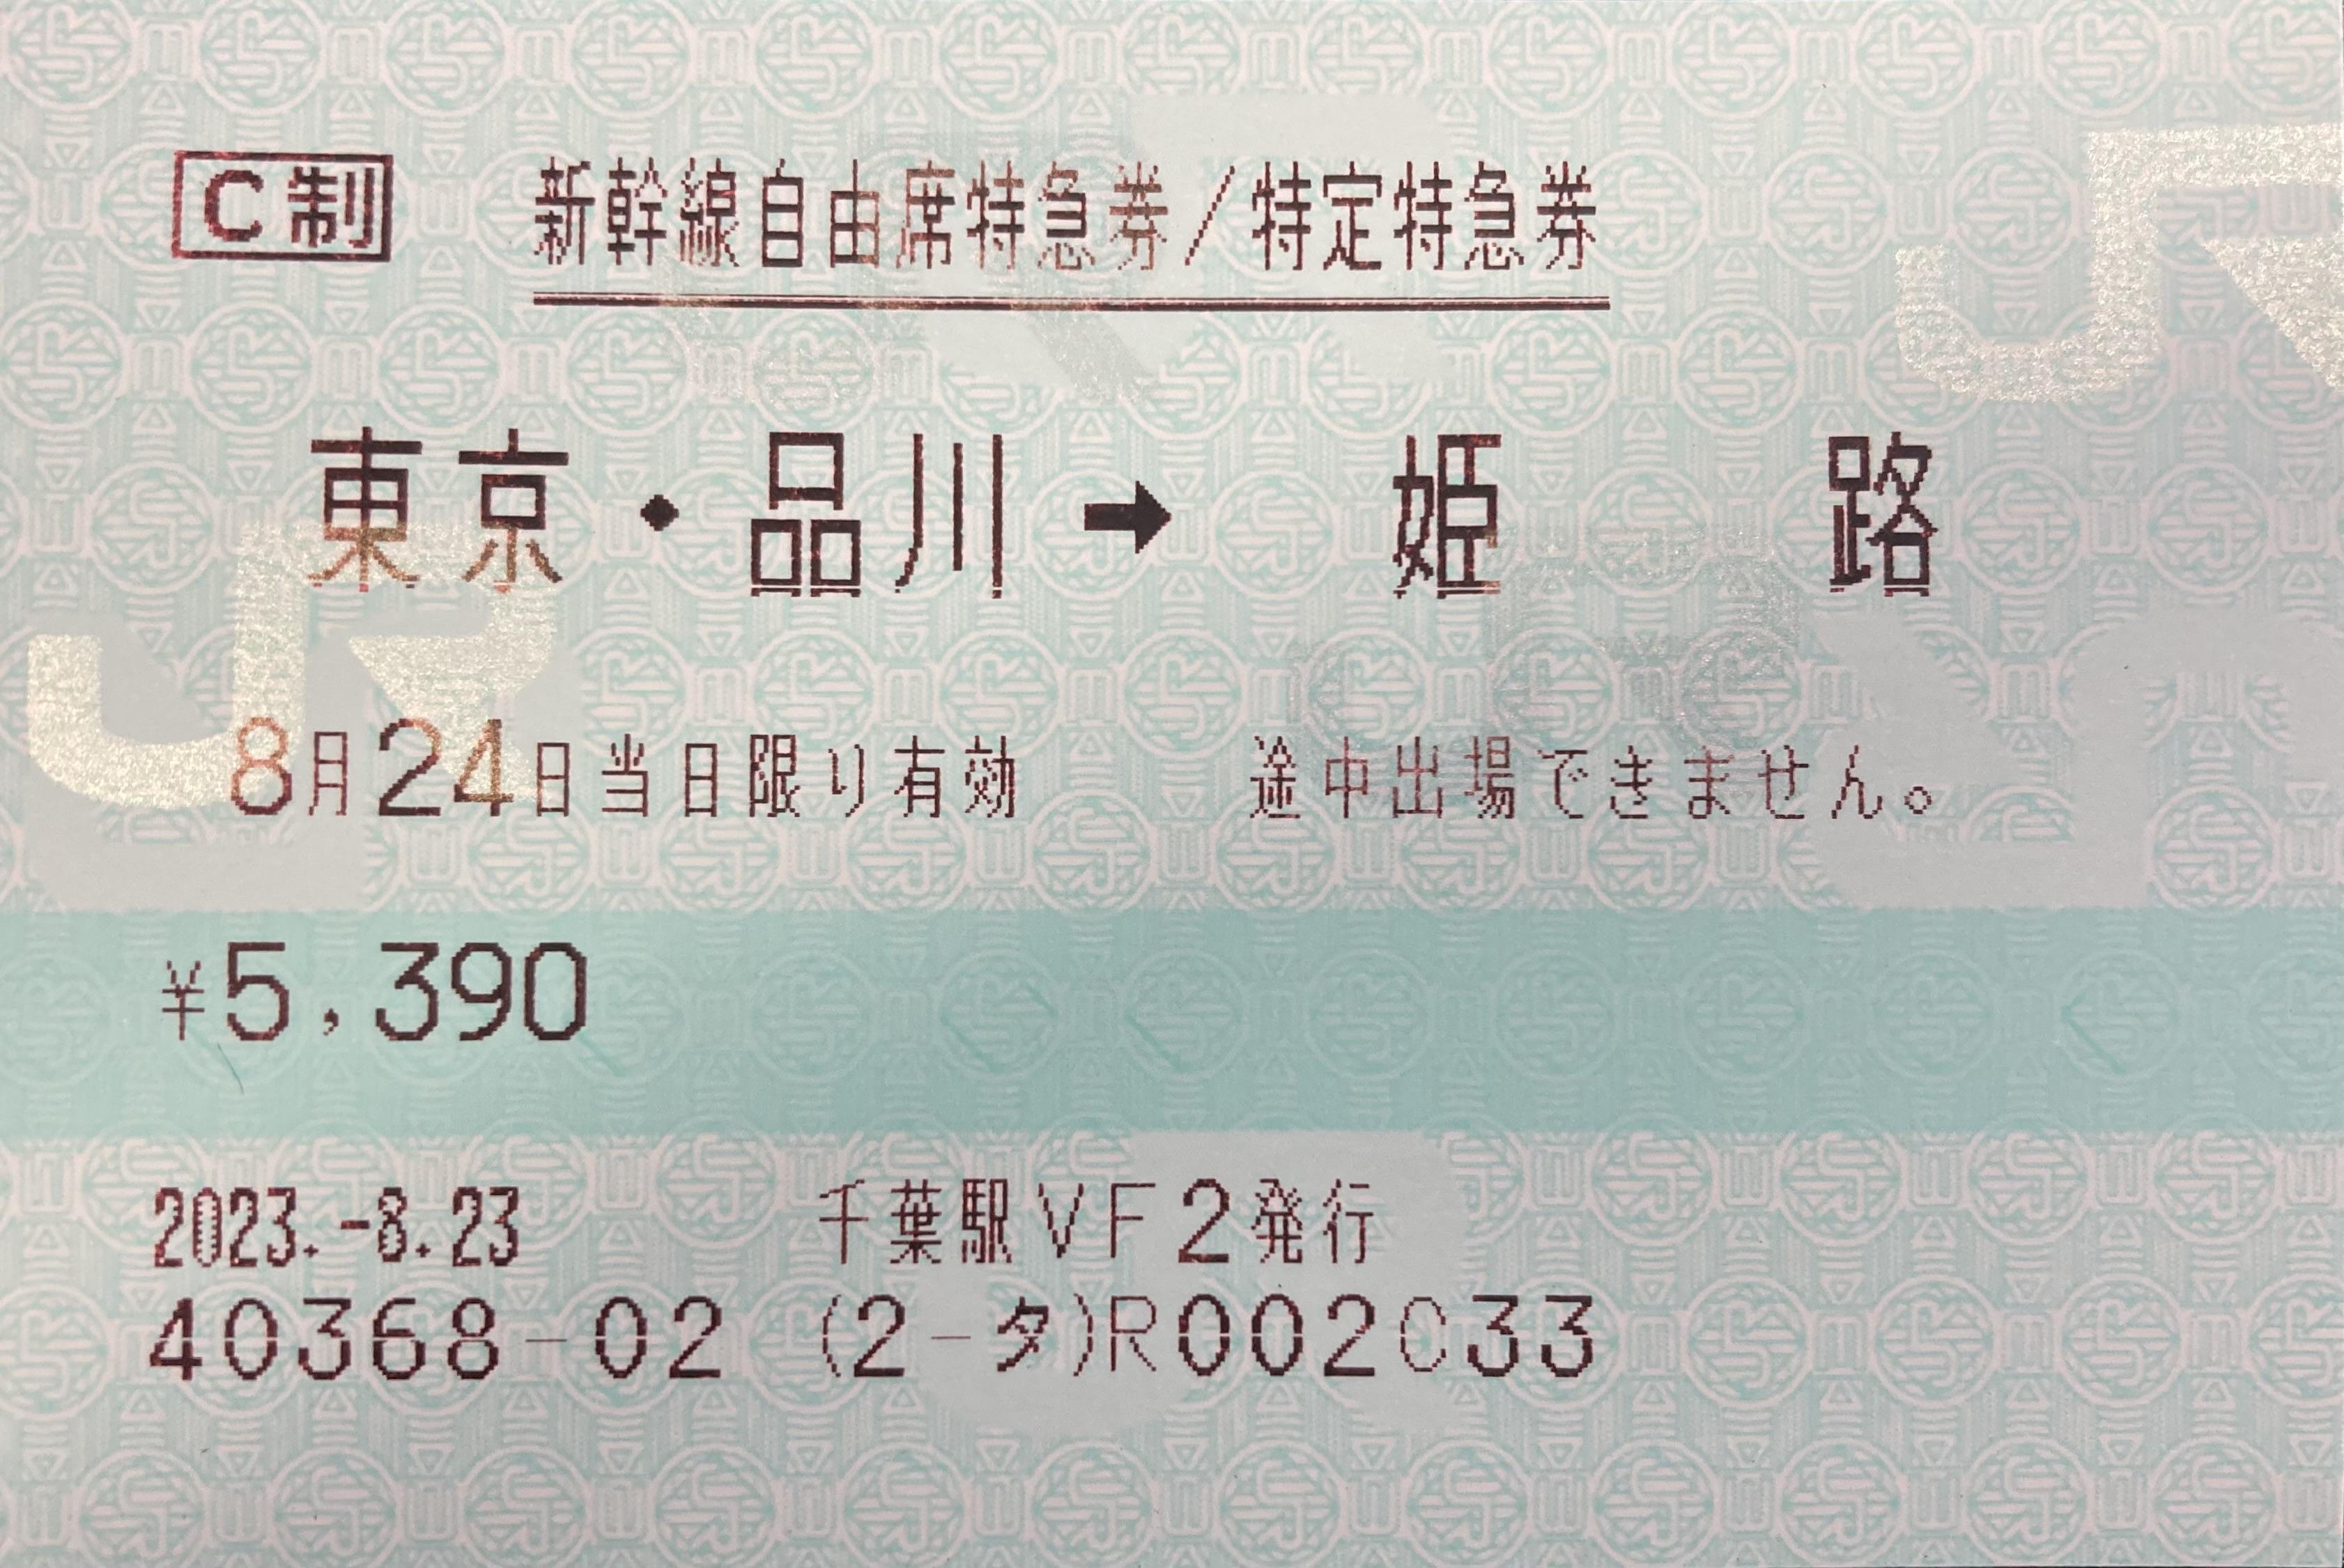 C制 新幹線自由席特急券/特定特急券
東京・品川➡姫路
8月24日当日限り有効 途中出場できません。
¥5,390
2023.-8.23 千葉駅VF2発行
40368-02 (2-タ)R002033